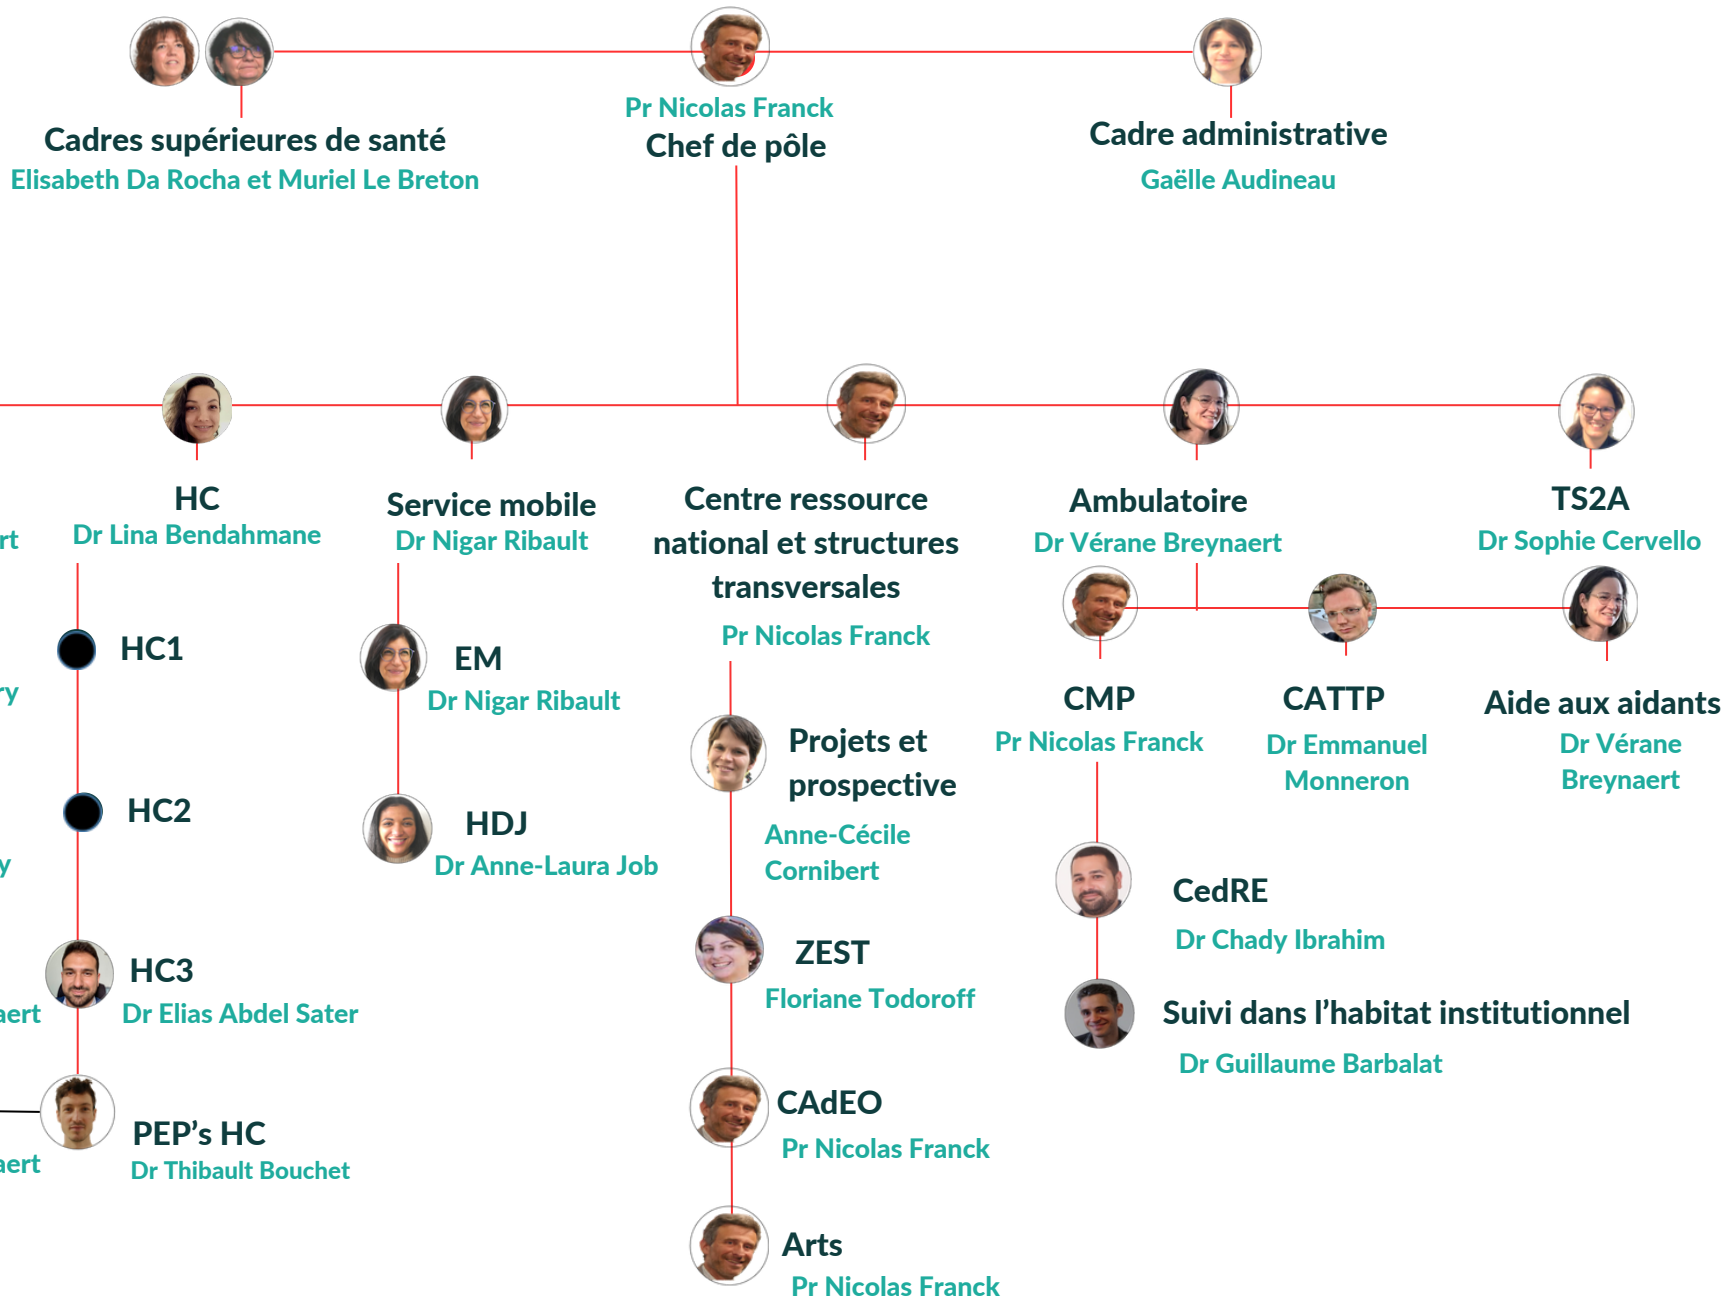 Pr Nicolas Franck
Chef de pôle
Cadres supérieures de santé
Elisabeth Da Rocha et Muriel Le Breton
Cadre administrative
Gaëlle Audineau
HC
Dr Lina Bendahmane
HC1
HC2
HC3
Dr Elias Abdel Sater
PEP’s HC
Dr Thibault Bouchet
Service mobile
Dr Nigar Ribault
EM
Dr Nigar Ribault
HDJ
Dr Anne-Laura Job
Centre ressource
national et structures
transversales
Pr Nicolas Franck
Projets et
prospective
Anne-Cécile
Cornibert
ZEST
Floriane Todoroff
CAdEO
Pr Nicolas Franck
Arts
Pr Nicolas Franck
Ambulatoire
Dr Vérane Breynaert
CMP
Pr Nicolas Franck
CedRE
Dr Chady Ibrahim
Suivi dans l’habitat institutionnel
Dr Guillaume Barbalat
CATTP
Dr Emmanuel
Monneron
Aide aux aidants
Dr Vérane
Breynaert
TS2A
Dr Sophie Cervello